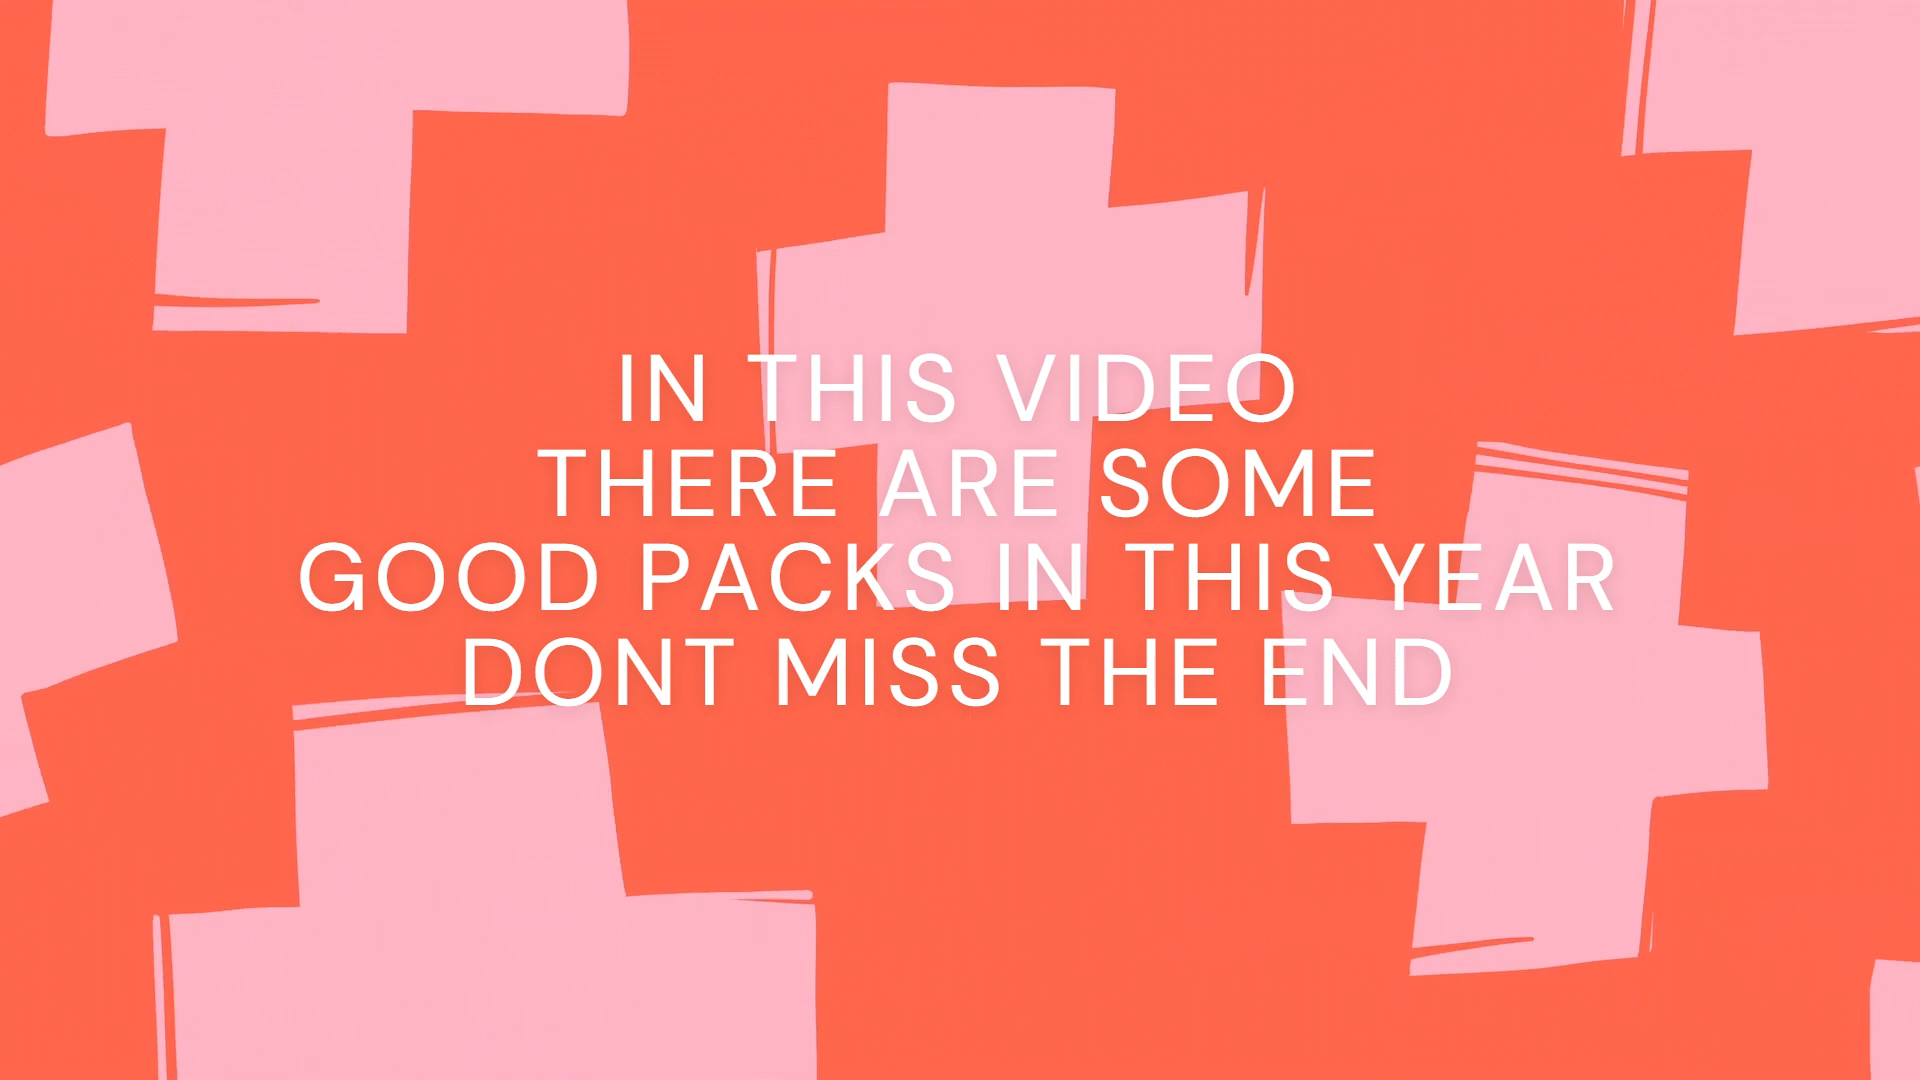 IN THIS VIDEO
THERE ARE SOME
GOOD PACKS IN THIS YEAR
DONT MISS THE END